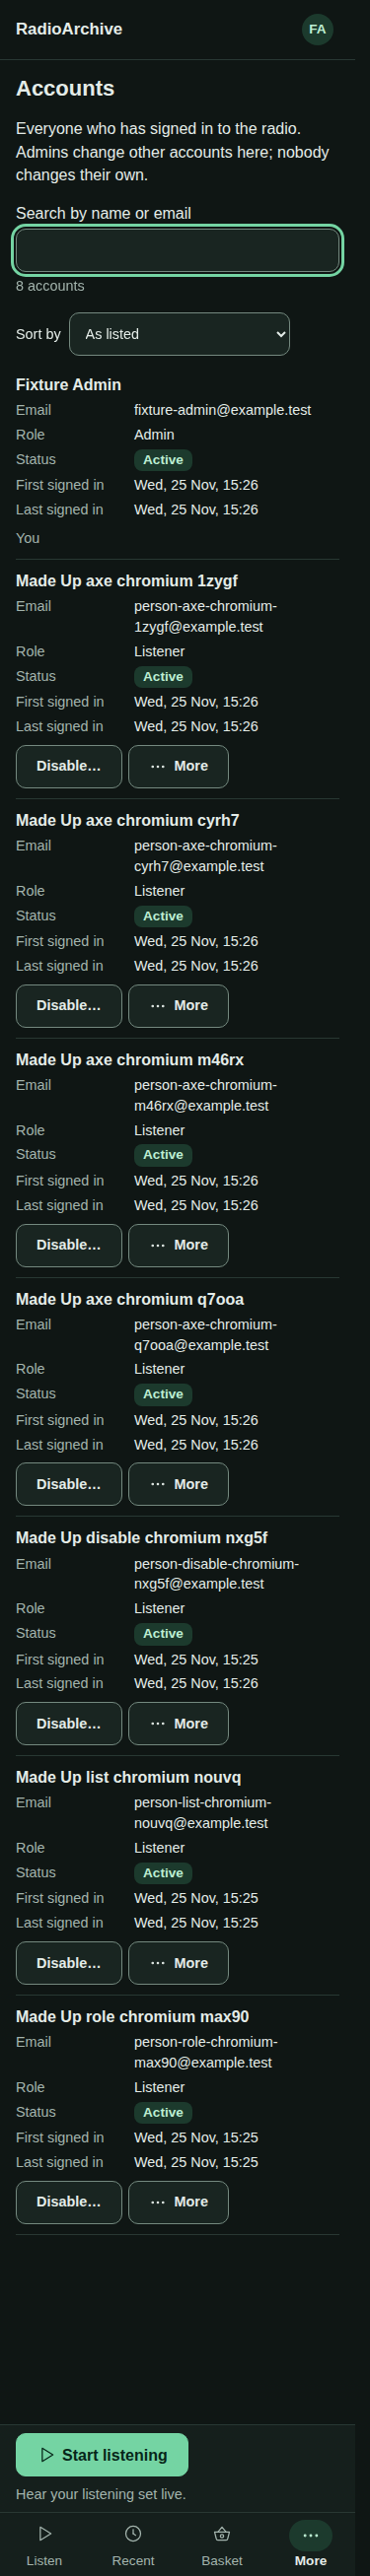 RadioArchive
FA
Accounts
Everyone who has signed in to the radio.
Admins change other accounts here; nobody
changes their own.
Search by name or email
8 accounts
Sort by As listed
Fixture Admin
Email fixture-admin@example.test
Role Admin
Status Active
First signed in Wed, 25 Nov, 15:26
Last signed in Wed, 25 Nov, 15:26
You
Made Up axe chromium 1zygf
Email person-axe-chromium-
1zygf@example.test
Role Listener
Status Active
First signed in Wed, 25 Nov, 15:26
Last signed in Wed, 25 Nov, 15:26
Disable… ··· More
Made Up axe chromium cyrh7
Email person-axe-chromium-
cyrh7@example.test
Role Listener
Status Active
First signed in Wed, 25 Nov, 15:26
Last signed in Wed, 25 Nov, 15:26
Disable… ··· More
Made Up axe chromium m46rx
Email person-axe-chromium-
m46rx@example.test
Role Listener
Status Active
First signed in Wed, 25 Nov, 15:26
Last signed in Wed, 25 Nov, 15:26
Disable… ··· More
Made Up axe chromium q7ooa
Email person-axe-chromium-
q7ooa@example.test
Role Listener
Status Active
First signed in Wed, 25 Nov, 15:26
Last signed in Wed, 25 Nov, 15:26
Disable… ··· More
Made Up disable chromium nxg5f
Email person-disable-chromium-
nxg5f@example.test
Role Listener
Status Active
First signed in Wed, 25 Nov, 15:25
Last signed in Wed, 25 Nov, 15:26
Disable… ··· More
Made Up list chromium nouvq
Email person-list-chromium-
nouvq@example.test
Role Listener
Status Active
First signed in Wed, 25 Nov, 15:25
Last signed in Wed, 25 Nov, 15:25
Disable… ··· More
Made Up role chromium max90
Email person-role-chromium-
max90@example.test
Role Listener
Status Active
First signed in Wed, 25 Nov, 15:25
Last signed in Wed, 25 Nov, 15:25
Disable… ··· More
Start listening
Hear your listening set live.
Listen Recent Basket More